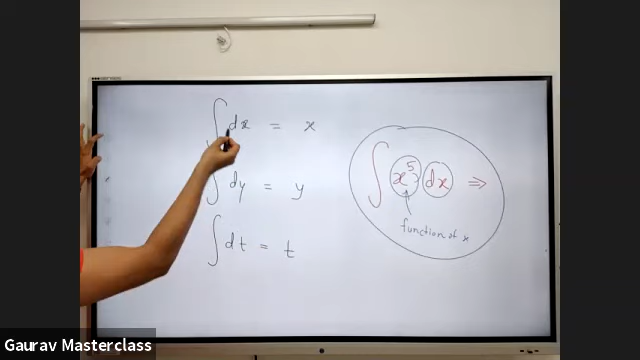 ∫dx = x
∫dy = y
∫dt = t
∫ x⁵ dx ⇒
function of x
Gaurav Masterclass